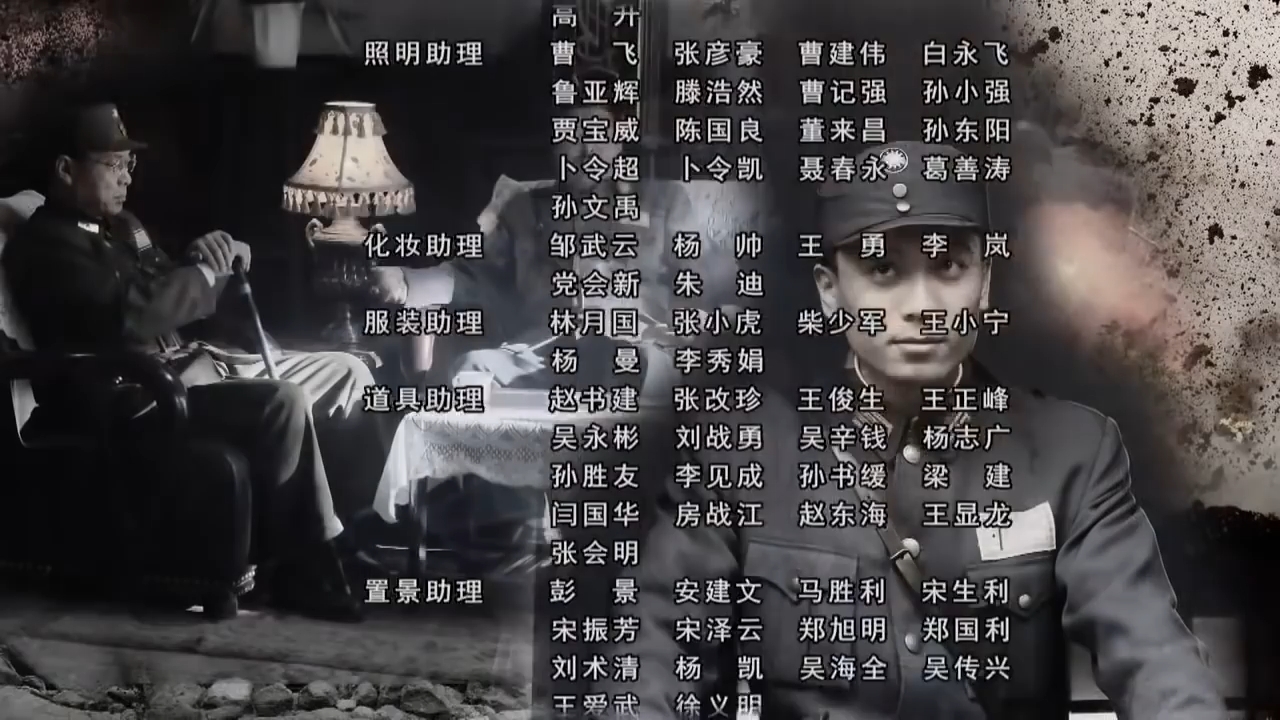 高 升
照明助理 曹 飞 张彦豪 曹建伟 白永飞
鲁亚辉 滕浩然 曹记强 孙小强
贾宝威 陈国良 董来昌 孙东阳
卜令超 卜令凯 聂春永 葛善涛
孙文禹
化妆助理 邹武云 杨 帅 王 勇 李 岚
党会新 朱 迪
服装助理 林月国 张小虎 柴少军 王小宁
杨 曼 李秀娟
道具助理 赵书建 张改珍 王俊生 王正峰
吴永彬 刘战勇 吴辛钱 杨志广
孙胜友 李见成 孙书缓 梁 建
闫国华 房战江 赵东海 王显龙
张会明
置景助理 彭 景 安建文 马胜利 宋生利
宋振芳 宋泽云 郑旭明 郑国利
刘术清 杨 凯 吴海全 吴传兴
王爱武 徐义明